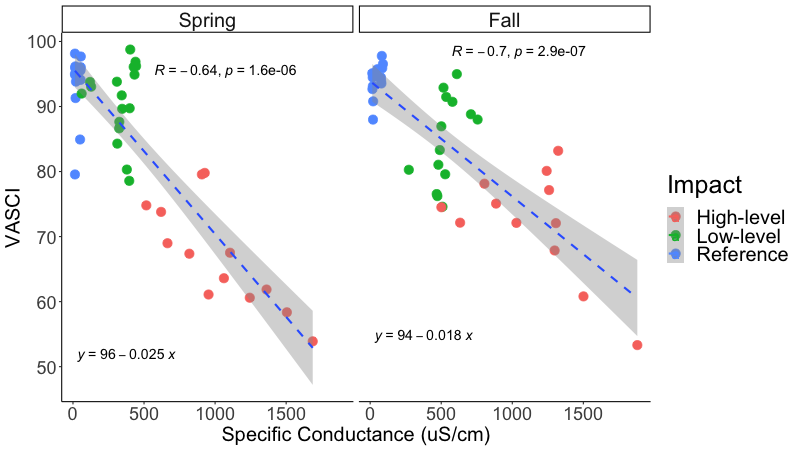 Spring
Fall
VASCI
100
90
80
70
60
50
R = −0.64, p = 1.6e-06
y = 96 − 0.025 x
R = −0.7, p = 2.9e-07
y = 94 − 0.018 x
0 500 1000 1500
0 500 1000 1500
Specific Conductance (uS/cm)
Impact
High-level
Low-level
Reference